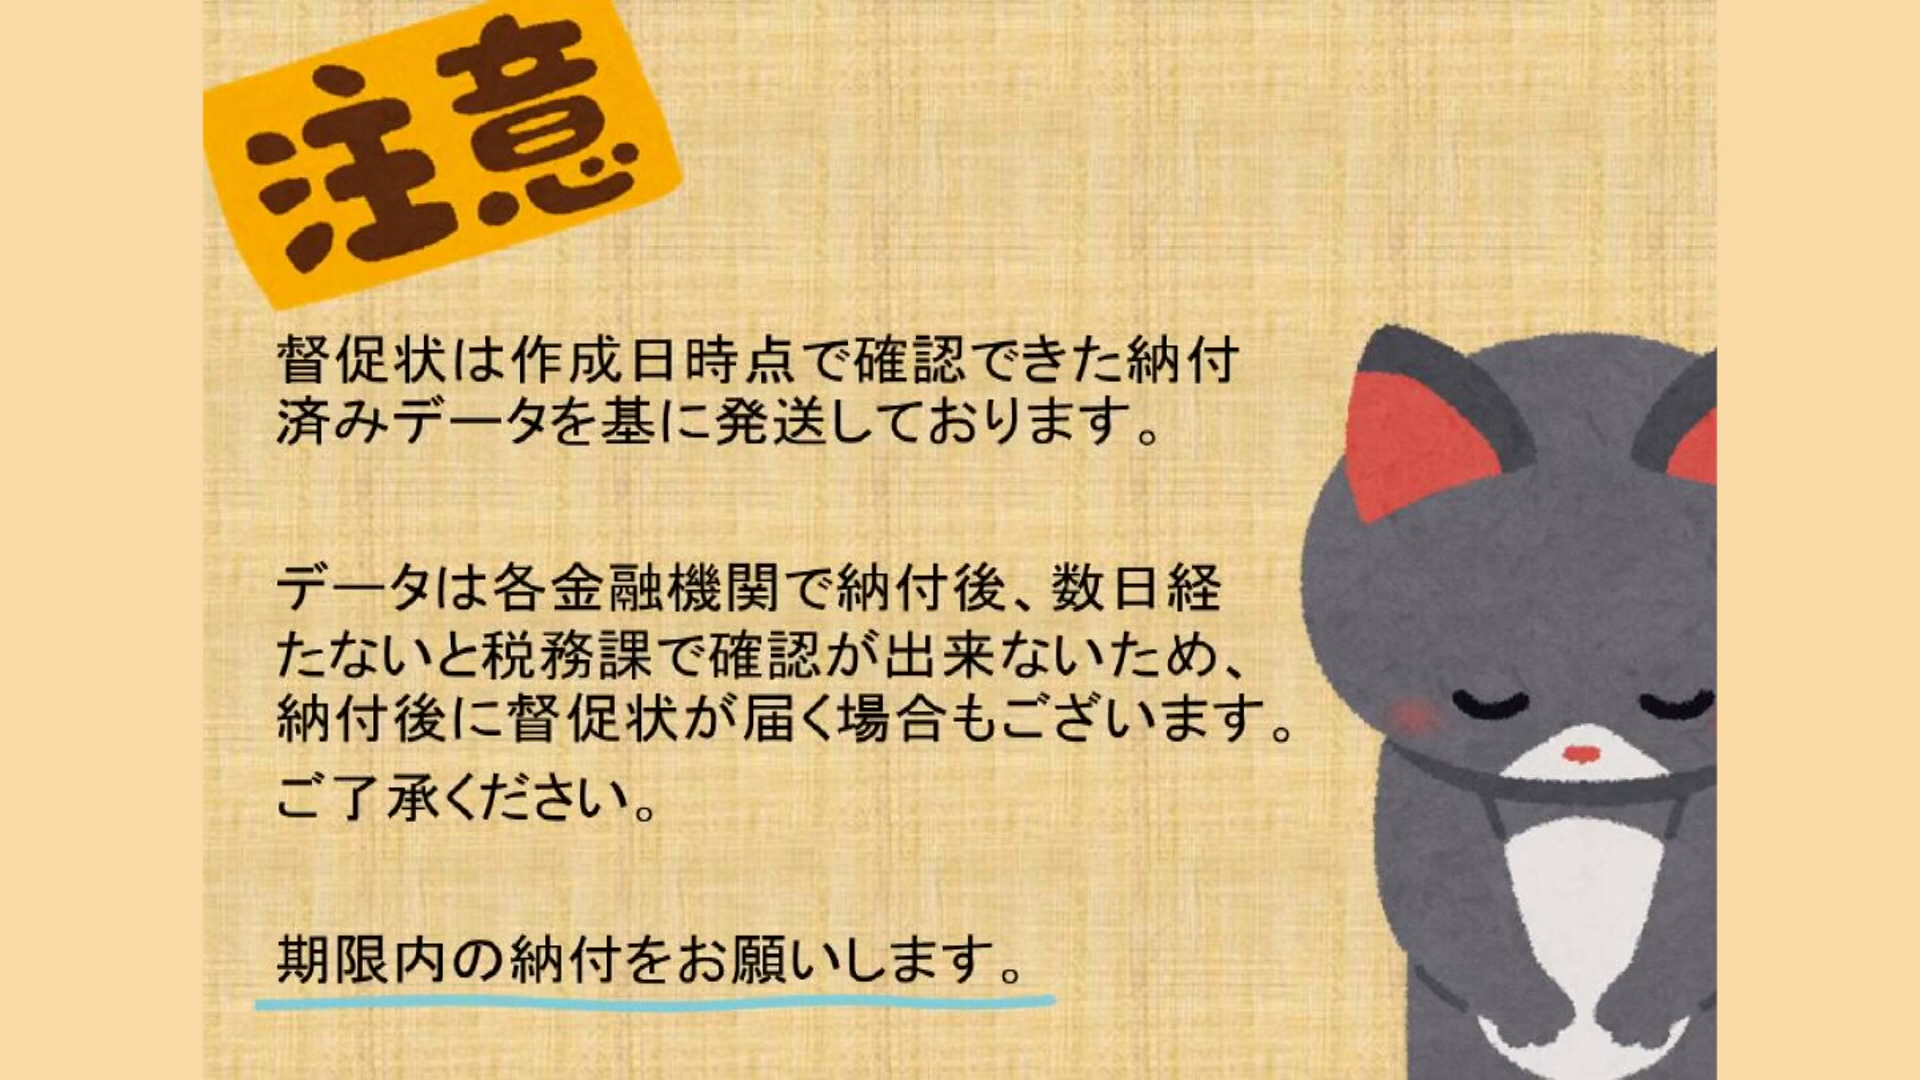 注意
督促状は作成日時点で確認できた納付
済みデータを基に発送しております。
データは各金融機関で納付後、数日経
たないと税務課で確認が出来ないため、
納付後に督促状が届く場合もございます。
ご了承ください。
期限内の納付をお願いします。